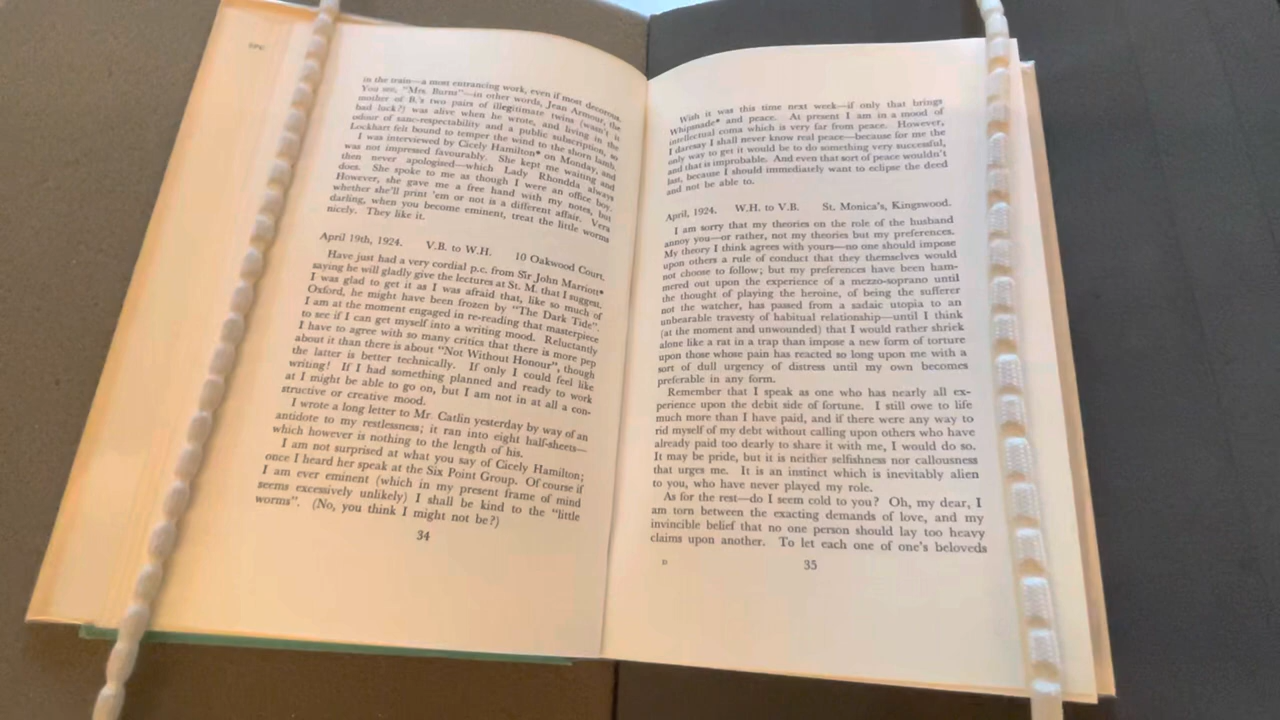 in the train—a most entrancing work, even if most decorous.
You see, "Mrs. Burns"—in other words, Jean Armour, the
mother of B.'s two pairs of illegitimate twins (wasn't it
bad luck?) was alive when he wrote, and living in the
odour of sanc-respectability and a public subscription, so
Lockhart felt bound to temper the wind to the shorn lamb.
I was interviewed by Cicely Hamilton* on Monday, and
was not impressed favourably. She kept me waiting and
then never apologised—which Lady Rhondda always
does. She spoke to me as though I were an office boy.
However, she gave me a free hand with my notes, but
whether she'll print 'em or not is a different affair. Vera
darling, when you become eminent, treat the little worms
nicely. They like it.
April 19th, 1924. V.B. to W.H. 10 Oakwood Court.
Have just had a very cordial p.c. from Sir John Marriott*
saying he will gladly give the lectures at St. M. that I suggest.
I was glad to get it as I was afraid that, like so much of
Oxford, he might have been frozen by "The Dark Tide".
I am at the moment engaged in re-reading that masterpiece
to see if I can get myself into a writing mood. Reluctantly
I have to agree with so many critics that there is more pep
about it than there is about "Not Without Honour", though
the latter is better technically. If only I could feel like
writing! If I had something planned and ready to work
at I might be able to go on, but I am not in at all a con-
structive or creative mood.
I wrote a long letter to Mr. Catlin yesterday by way of an
antidote to my restlessness; it ran into eight half-sheets—
which however is nothing to the length of his.
I am not surprised at what you say of Cicely Hamilton;
once I heard her speak at the Six Point Group. Of course if
I am ever eminent (which in my present frame of mind
seems excessively unlikely) I shall be kind to the "little
worms". (No, you think I might not be?)
34
Wish it was this time next week—if only that brings
Whipsnade* and peace. At present I am in a mood of
intellectual coma which is very far from peace. However,
I daresay I shall never know real peace—because for me the
only way to get it would be to do something very successful,
and that is improbable. And even that sort of peace wouldn't
last, because I should immediately want to eclipse the deed
and not be able to.
April, 1924. W.H. to V.B. St. Monica's, Kingswood.
I am sorry that my theories on the role of the husband
annoy you—or rather, not my theories but my preferences.
My theory I think agrees with yours—no one should impose
upon others a rule of conduct that they themselves would
not choose to follow; but my preferences have been ham-
mered out upon the experience of a mezzo-soprano until
the thought of playing the heroine, of being the sufferer
not the watcher, has passed from a sadaic utopia to an
unbearable travesty of habitual relationship—until I think
(at the moment and unwounded) that I would rather shriek
alone like a rat in a trap than impose a new form of torture
upon those whose pain has reacted so long upon me with a
sort of dull urgency of distress until my own becomes
preferable in any form.
Remember that I speak as one who has nearly all ex-
perience upon the debit side of fortune. I still owe to life
much more than I have paid, and if there were any way to
rid myself of my debt without calling upon others who have
already paid too dearly to share it with me, I would do so.
It may be pride, but it is neither selfishness nor callousness
that urges me. It is an instinct which is inevitably alien
to you, who have never played my role.
As for the rest—do I seem cold to you? Oh, my dear, I
am torn between the exacting demands of love, and my
invincible belief that no one person should lay too heavy
claims upon another. To let each one of one's beloveds
D 35